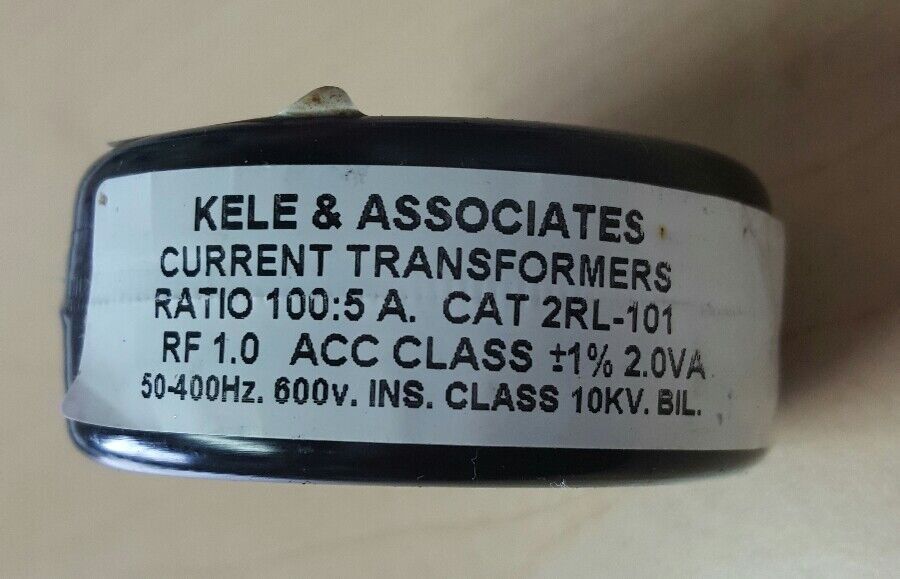 KELE & ASSOCIATES
CURRENT TRANSFORMERS
RATIO 100:5 A. CAT 2RL-101
RF 1.0 ACC CLASS ±1% 2.0VA
50-400Hz. 600v. INS. CLASS 10KV. BIL.